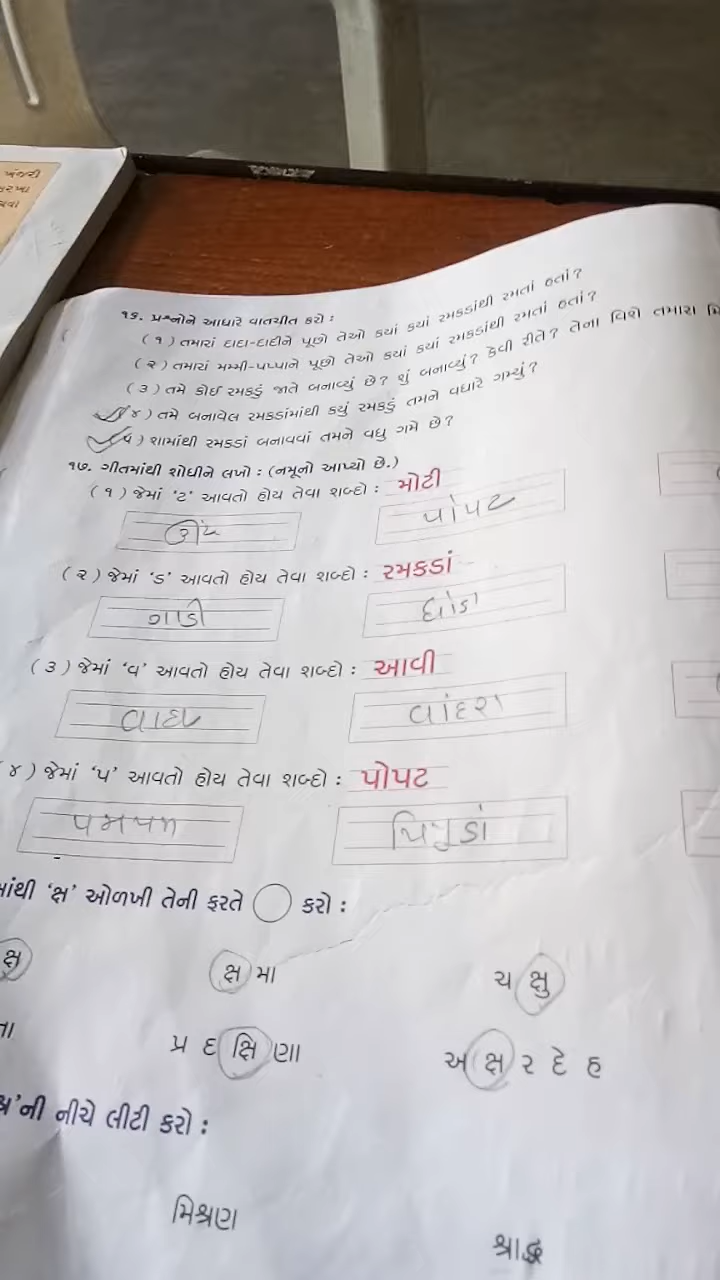 ખંજરી
સરખા
૧૬. પ્રશ્નોને આધારે વાતચીત કરો :
(૧) તમારાં દાદા-દાદીને પૂછો તેઓ કયાં કયાં રમકડાંથી રમતાં હતાં?
(૨) તમારાં મમ્મી-પપ્પાને પૂછો તેઓ કયાં કયાં રમકડાંથી રમતાં હતાં?
(૩) તમે કોઈ રમકડું જાતે બનાવ્યું છે? શું બનાવ્યું? કેવી રીતે? તેના વિશે તમારા મિ
૪) તમે બનાવેલ રમકડાંમાંથી કયું રમકડું તમને વધારે ગમ્યું?
૫) શામાંથી રમકડાં બનાવવાં તમને વધુ ગમે છે?
૧૭. ગીતમાંથી શોધીને લખો : (નમૂનો આપ્યો છે.)
(૧) જેમાં ‘ટ’ આવતો હોય તેવા શબ્દો : મોટી
ઊંટ પોપટ
(૨) જેમાં ‘ડ’ આવતો હોય તેવા શબ્દો : રમકડાં
ગાડી ઘોડા
(૩) જેમાં ‘વ’ આવતો હોય તેવા શબ્દો : આવી
વાઘ વાંદરા
૪) જેમાં ‘પ’ આવતો હોય તેવા શબ્દો : પોપટ
પમપમ પિપૂડાં
માંથી ‘ક્ષ’ ઓળખી તેની ફરતે ◯ કરો :
ક્ષ ક્ષમા ચક્ષુ
પ્રદક્ષિણા અક્ષરદેહ
’ની નીચે લીટી કરો :
મિશ્રણ શ્રાદ્ધ